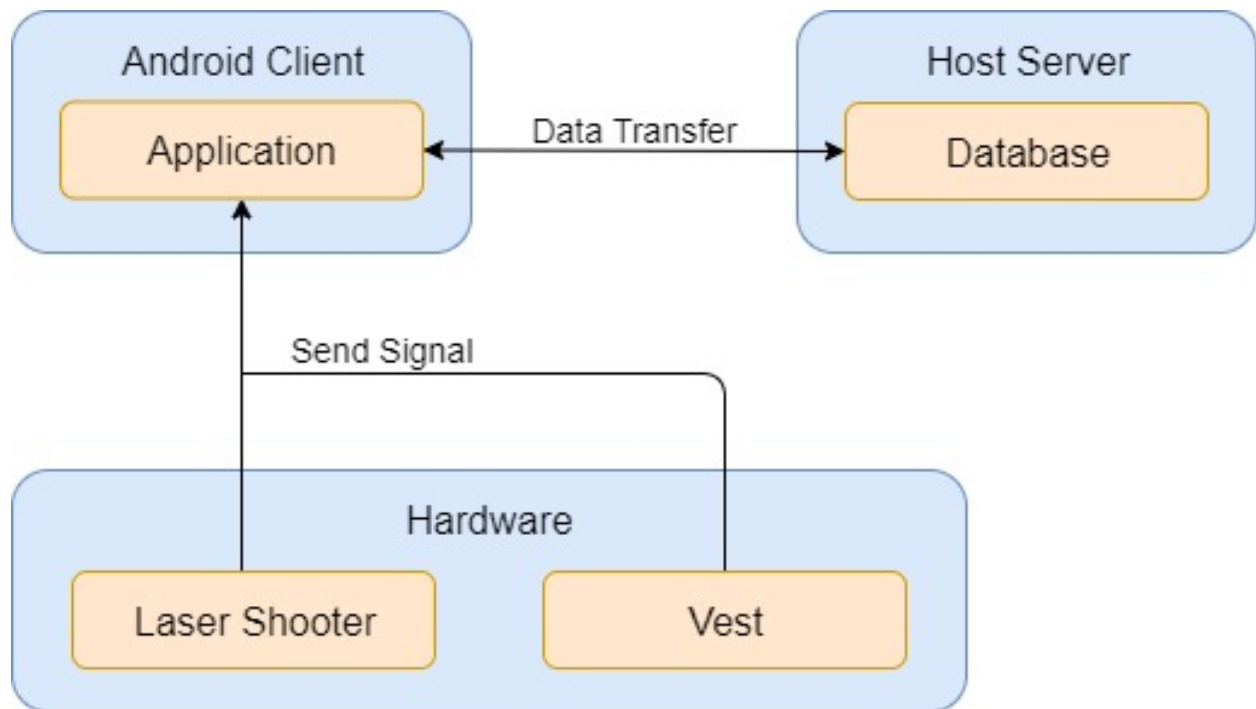 Android Client
Host Server
Application
Data Transfer
Database
Send Signal
Hardware
Laser Shooter
Vest